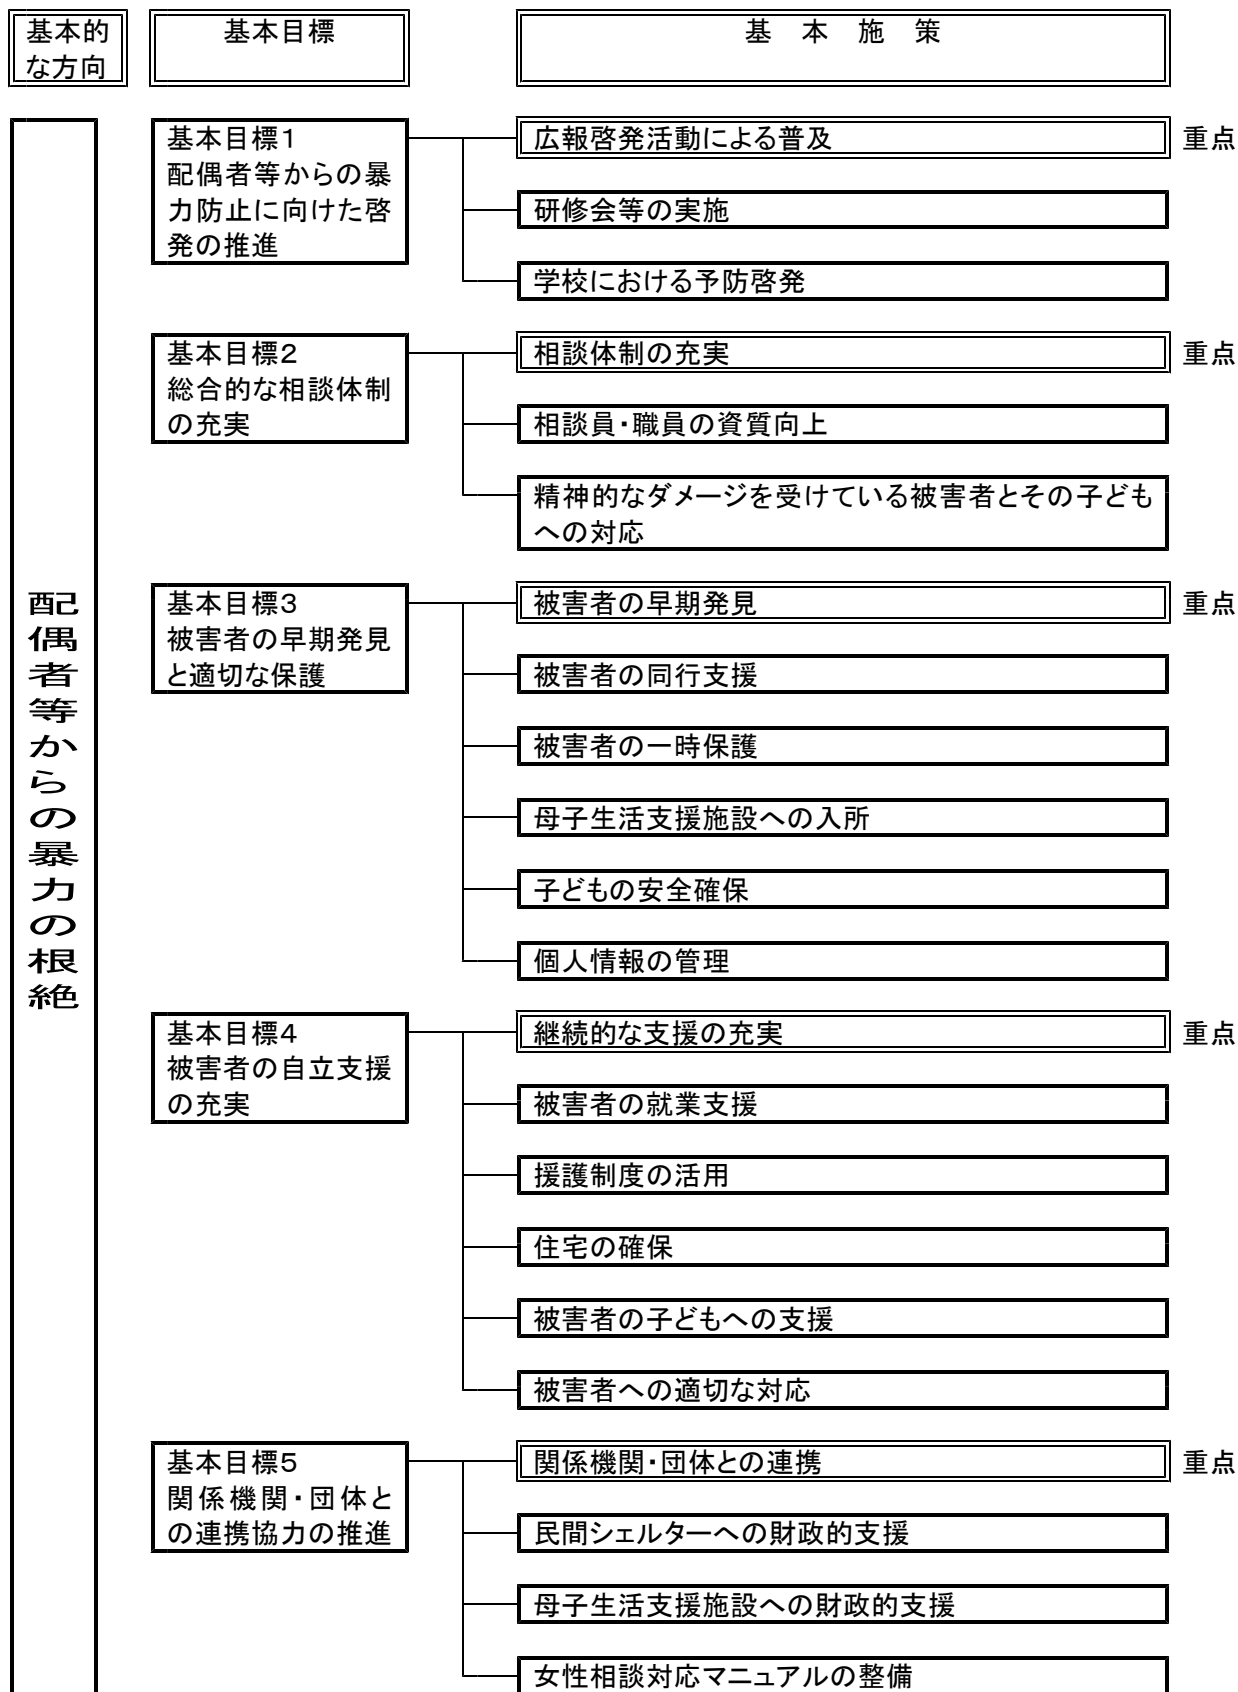 基本的
な方向
基本目標
基　本　施　策
配偶者等からの暴力の根絶
基本目標１
配偶者等からの暴
力防止に向けた啓
発の推進
広報啓発活動による普及
重点
研修会等の実施
学校における予防啓発
基本目標２
総合的な相談体制
の充実
相談体制の充実
重点
相談員・職員の資質向上
精神的なダメージを受けている被害者とその子ども
への対応
基本目標３
被害者の早期発見
と適切な保護
被害者の早期発見
重点
被害者の同行支援
被害者の一時保護
母子生活支援施設への入所
子どもの安全確保
個人情報の管理
基本目標４
被害者の自立支援
の充実
継続的な支援の充実
重点
被害者の就業支援
援護制度の活用
住宅の確保
被害者の子どもへの支援
被害者への適切な対応
基本目標５
関係機関・団体と
の連携協力の推進
関係機関・団体との連携
重点
民間シェルターへの財政的支援
母子生活支援施設への財政的支援
女性相談対応マニュアルの整備